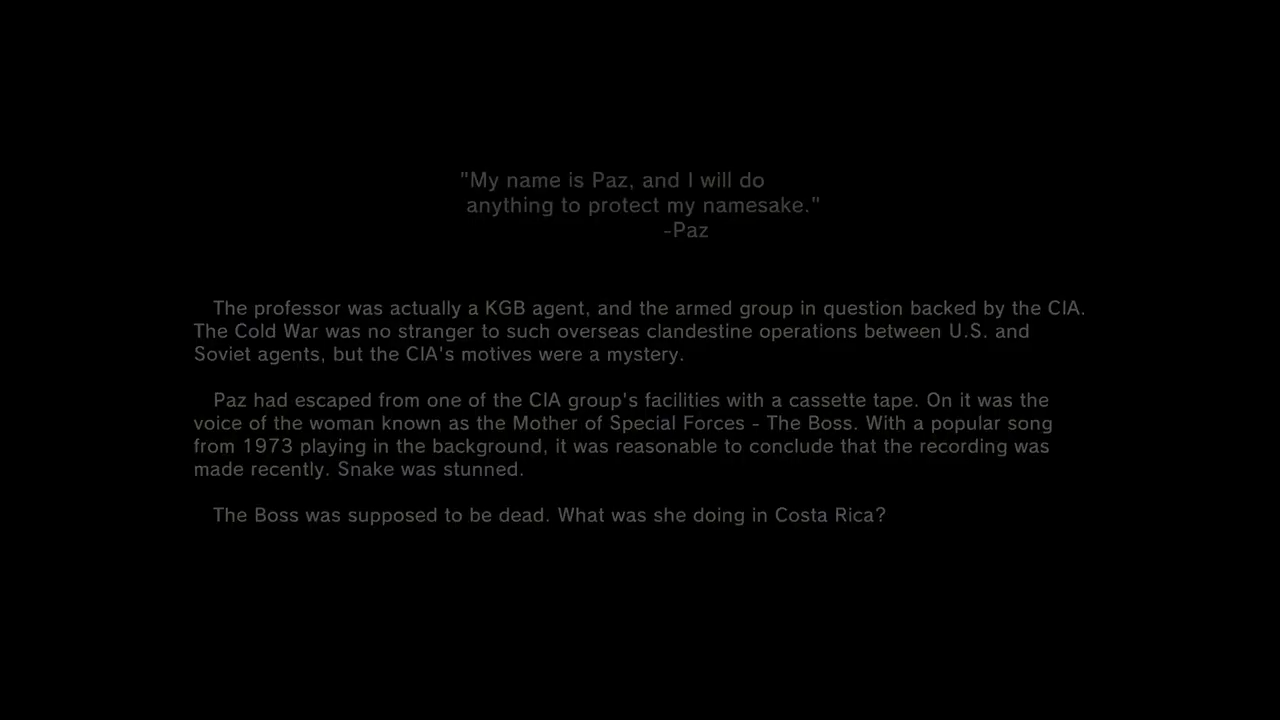 "My name is Paz, and I will do
anything to protect my namesake."
-Paz
The professor was actually a KGB agent, and the armed group in question backed by the CIA.
The Cold War was no stranger to such overseas clandestine operations between U.S. and
Soviet agents, but the CIA's motives were a mystery.
Paz had escaped from one of the CIA group's facilities with a cassette tape. On it was the
voice of the woman known as the Mother of Special Forces - The Boss. With a popular song
from 1973 playing in the background, it was reasonable to conclude that the recording was
made recently. Snake was stunned.
The Boss was supposed to be dead. What was she doing in Costa Rica?